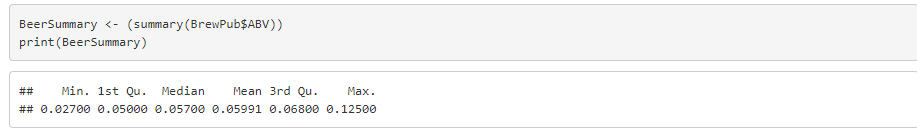 BeerSummary <- (summary(BrewPub$ABV))
print(BeerSummary)
##    Min. 1st Qu.  Median    Mean 3rd Qu.    Max.
## 0.02700 0.05000 0.05700 0.05991 0.06800 0.12500